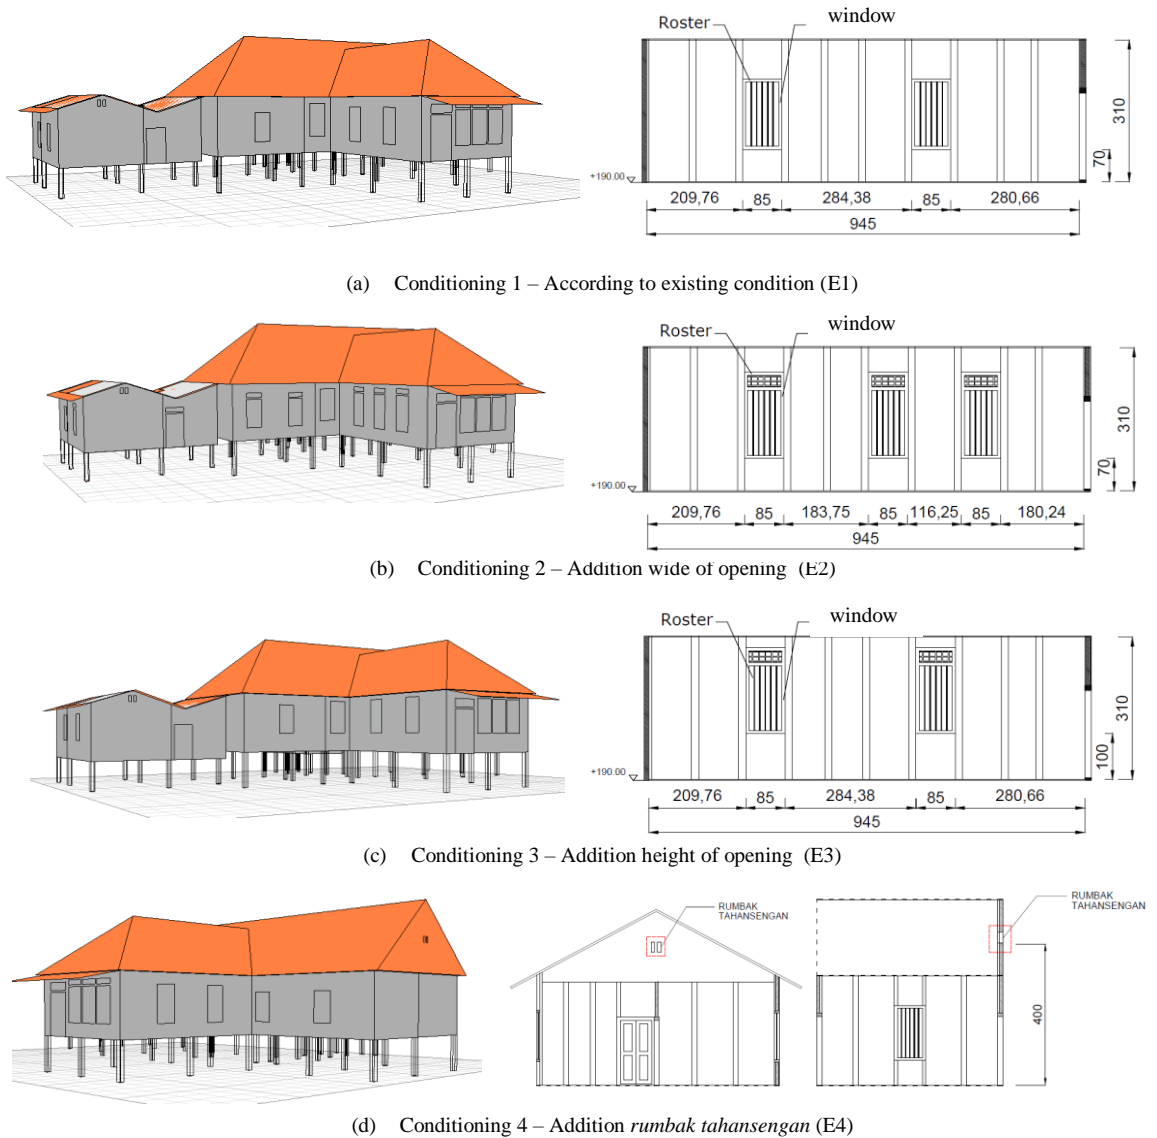 Roster
window
+190.00
209,76 85 284,38 85 280,66
945
310
70
(a) Conditioning 1 – According to existing condition (E1)
Roster
window
+190.00
209,76 85 183,75 85 116,25 85 180,24
945
310
70
(b) Conditioning 2 – Addition wide of opening (E2)
Roster
window
+190.00
209,76 85 284,38 85 280,66
945
310
100
(c) Conditioning 3 – Addition height of opening (E3)
RUMBAK
TAHANSENGAN
RUMBAK
TAHANSENGAN
400
(d) Conditioning 4 – Addition rumbak tahansengan (E4)